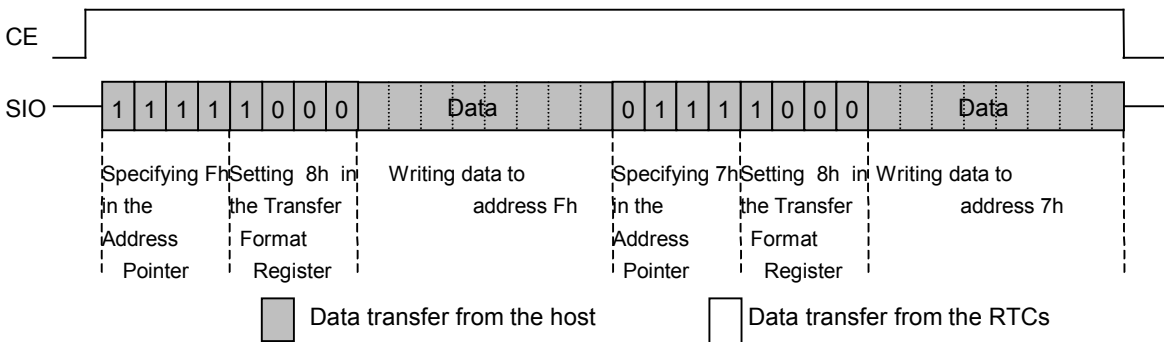 CE
SIO 1 1 1 1 1 0 0 0 Data 0 1 1 1 1 0 0 0 Data
Specifying Fh Setting 8h in Writing data to Specifying 7h Setting 8h in Writing data to
in the the Transfer address Fh in the the Transfer address 7h
Address Format Address Format
Pointer Register Pointer Register
Data transfer from the host Data transfer from the RTCs